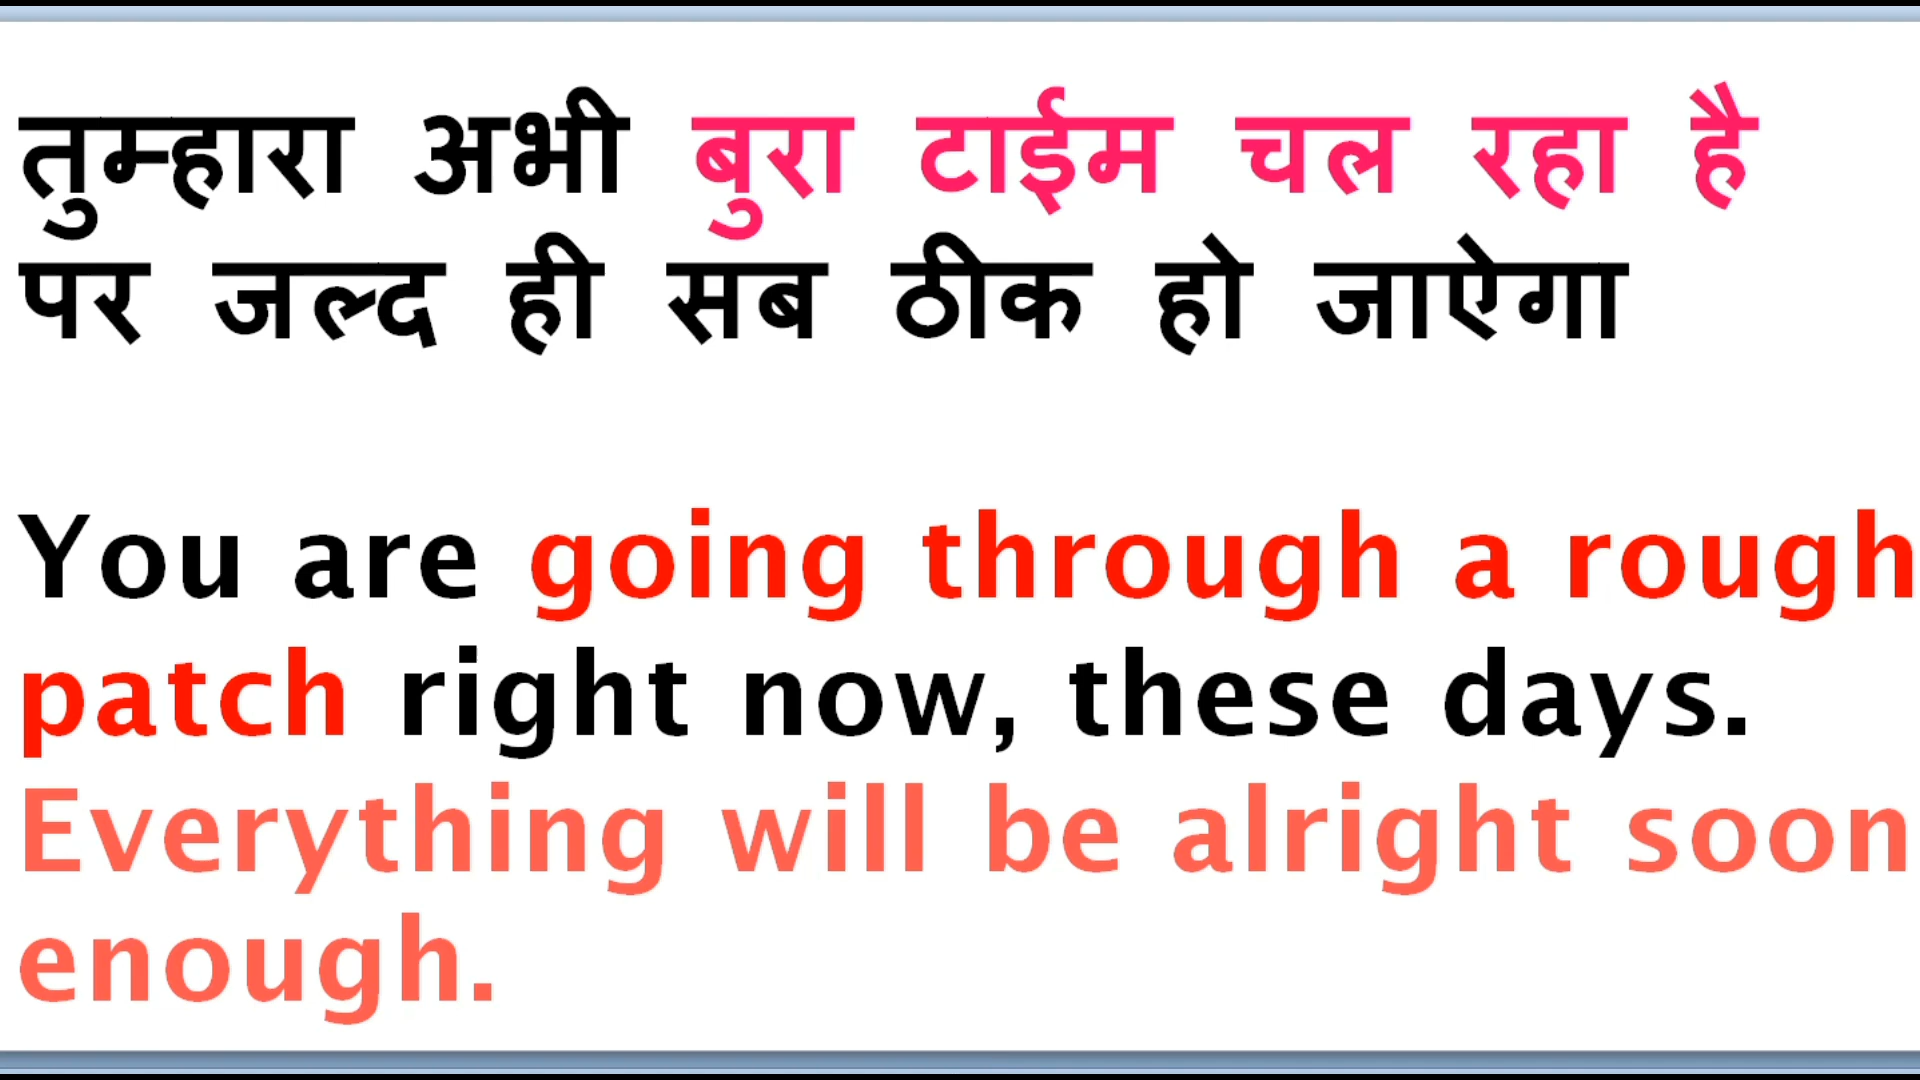 तुम्हारा अभी बुरा टाईम चल रहा है
पर जल्द ही सब ठीक हो जाऐगा
You are going through a rough
patch right now, these days.
Everything will be alright soon
enough.